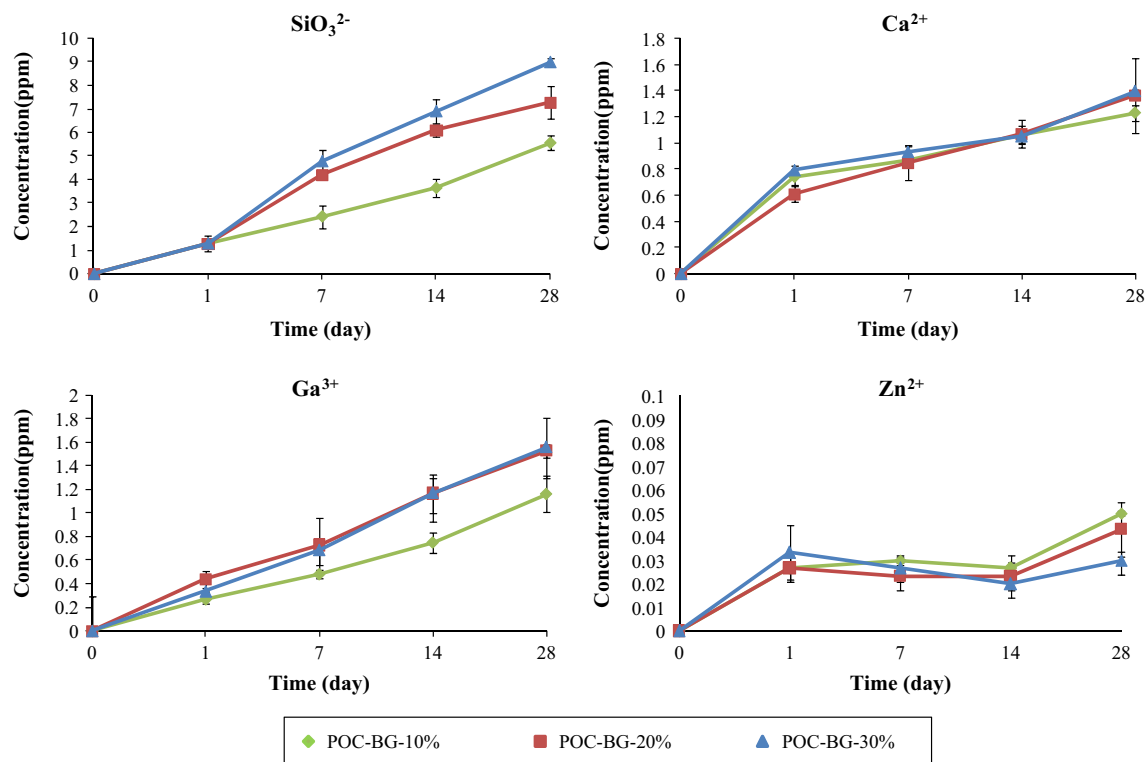 SiO₃²⁻
Concentration(ppm)
10
9
8
7
6
5
4
3
2
1
0
0 1 7 14 28
Time (day)
Ca²⁺
Concentration(ppm)
1.8
1.6
1.4
1.2
1
0.8
0.6
0.4
0.2
0
0 1 7 14 28
Time (day)
Ga³⁺
Concentration(ppm)
2
1.8
1.6
1.4
1.2
1
0.8
0.6
0.4
0.2
0
0 1 7 14 28
Time (day)
Zn²⁺
Concentration(ppm)
0.1
0.09
0.08
0.07
0.06
0.05
0.04
0.03
0.02
0.01
0
0 1 7 14 28
Time (day)
POC-BG-10% POC-BG-20% POC-BG-30%